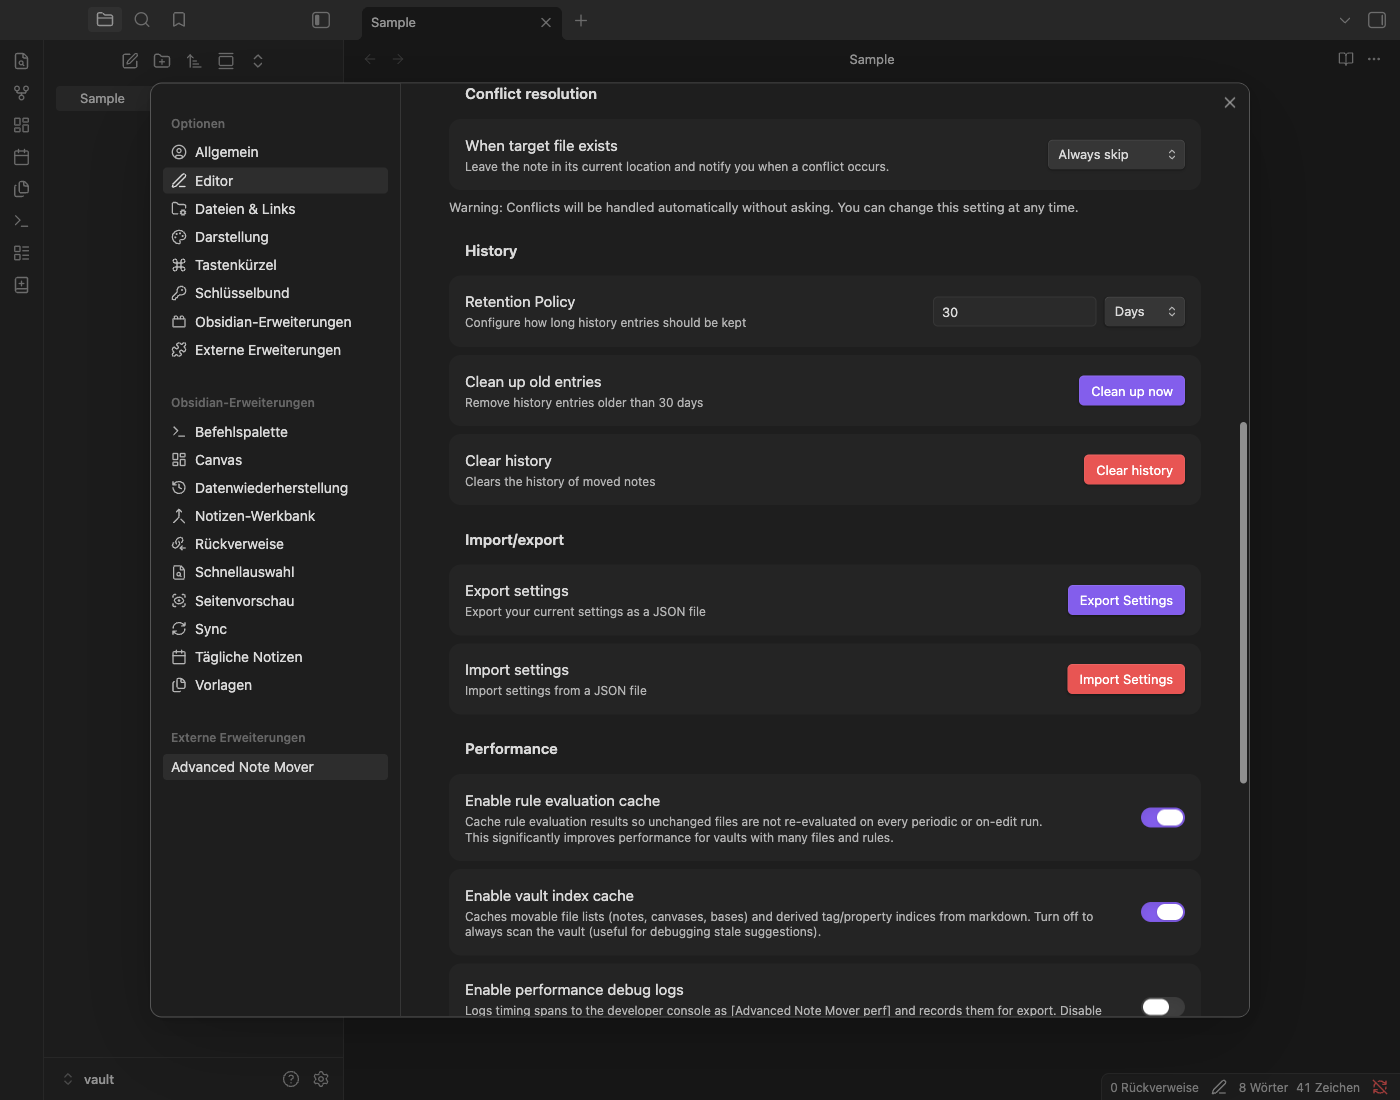 Sample
Sample
Sample
Optionen
Allgemein
Editor
Dateien & Links
Darstellung
Tastenkürzel
Schlüsselbund
Obsidian-Erweiterungen
Externe Erweiterungen
Obsidian-Erweiterungen
Befehlspalette
Canvas
Datenwiederherstellung
Notizen-Werkbank
Rückverweise
Schnellauswahl
Seitenvorschau
Sync
Tägliche Notizen
Vorlagen
Externe Erweiterungen
Advanced Note Mover
Conflict resolution
When target file exists
Leave the note in its current location and notify you when a conflict occurs.
Always skip
Warning: Conflicts will be handled automatically without asking. You can change this setting at any time.
History
Retention Policy
Configure how long history entries should be kept
30
Days
Clean up old entries
Remove history entries older than 30 days
Clean up now
Clear history
Clears the history of moved notes
Clear history
Import/export
Export settings
Export your current settings as a JSON file
Export Settings
Import settings
Import settings from a JSON file
Import Settings
Performance
Enable rule evaluation cache
Cache rule evaluation results so unchanged files are not re-evaluated on every periodic or on-edit run.
This significantly improves performance for vaults with many files and rules.
Enable vault index cache
Caches movable file lists (notes, canvases, bases) and derived tag/property indices from markdown. Turn off to
always scan the vault (useful for debugging stale suggestions).
Enable performance debug logs
Logs timing spans to the developer console as [Advanced Note Mover perf] and records them for export. Disable
vault
0 Rückverweise
8 Wörter
41 Zeichen